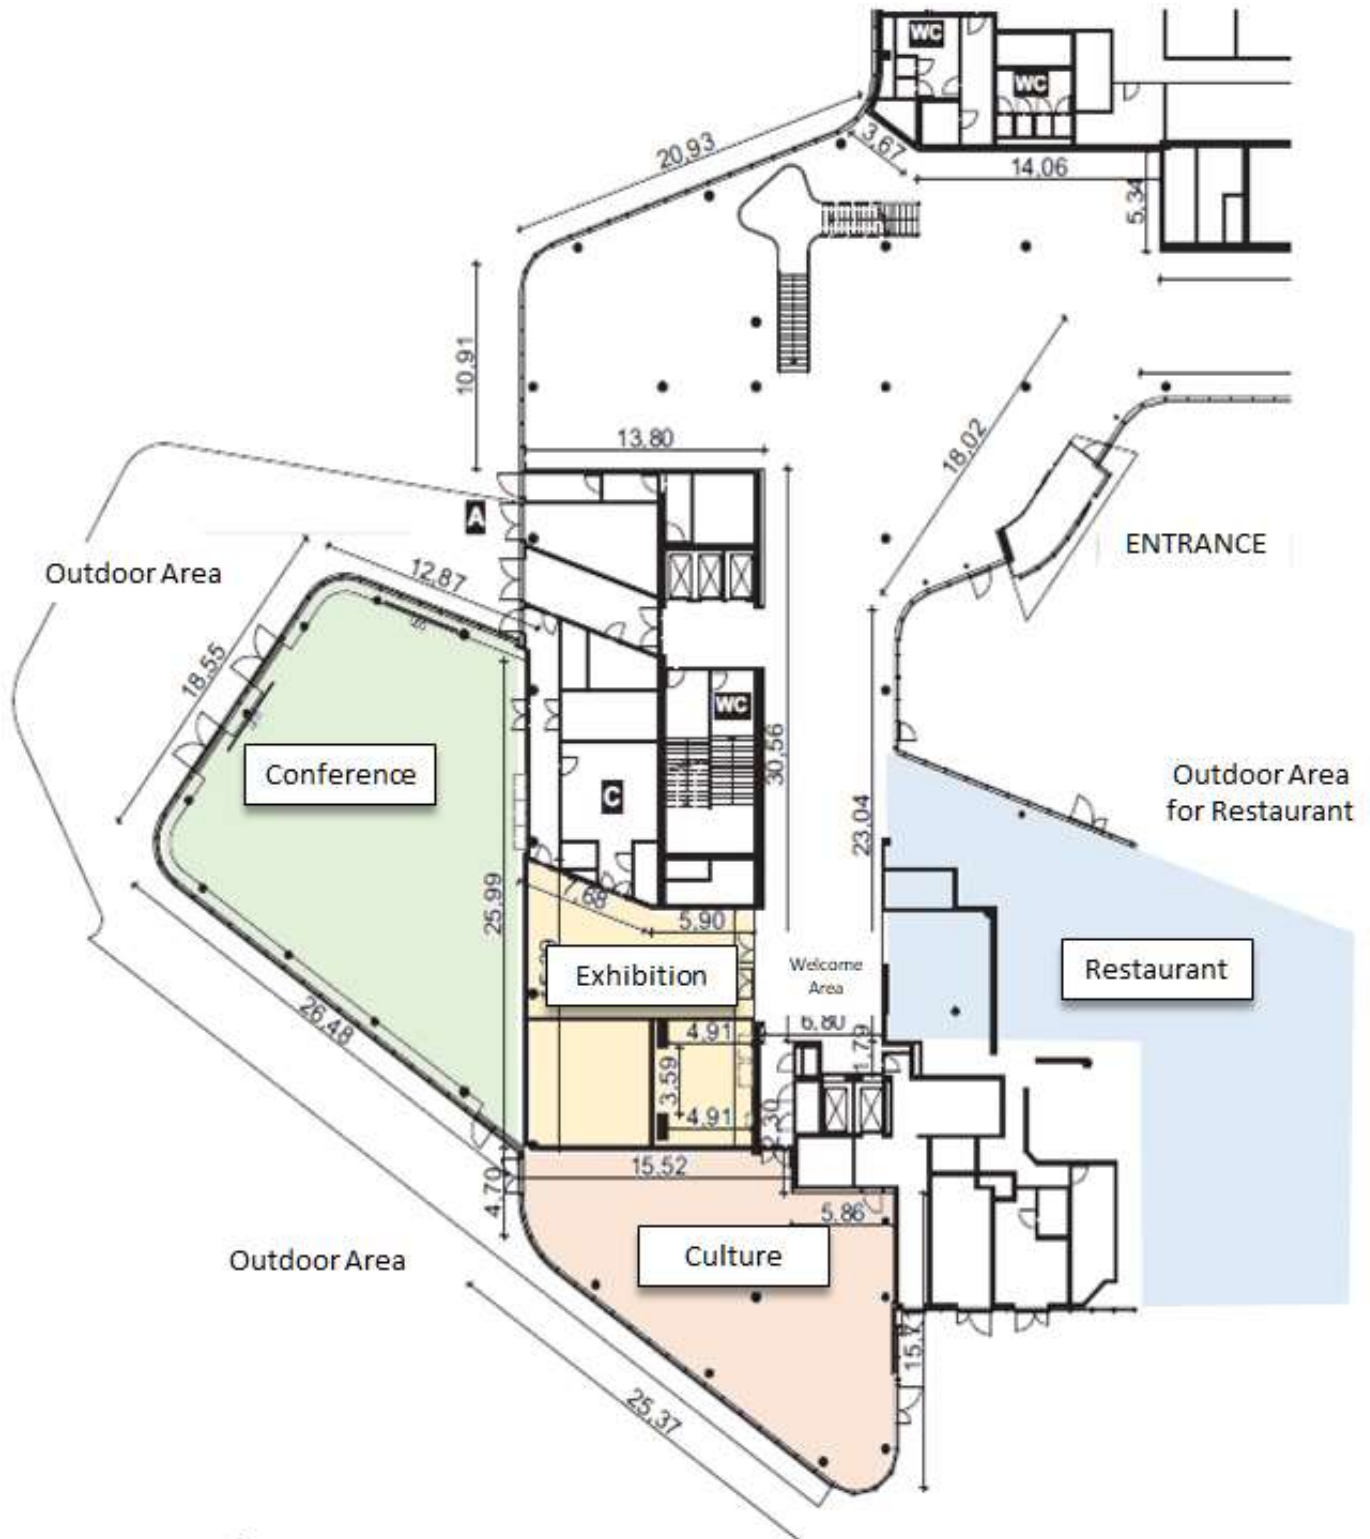 WC
WC
20,93
3,67
14,06
5,34
10,91
13,80
18,02
A
ENTRANCE
Outdoor Area
12,87
18,55
WC
Conference
30,56
C
Outdoor Area
for Restaurant
23,04
25,99
7,68
5,90
Exhibition
Welcome
Area
Restaurant
26,48
4,91
6,80
1,79
3,59
4,91
2,30
15,52
4,70
5,86
Outdoor Area
Culture
25,37